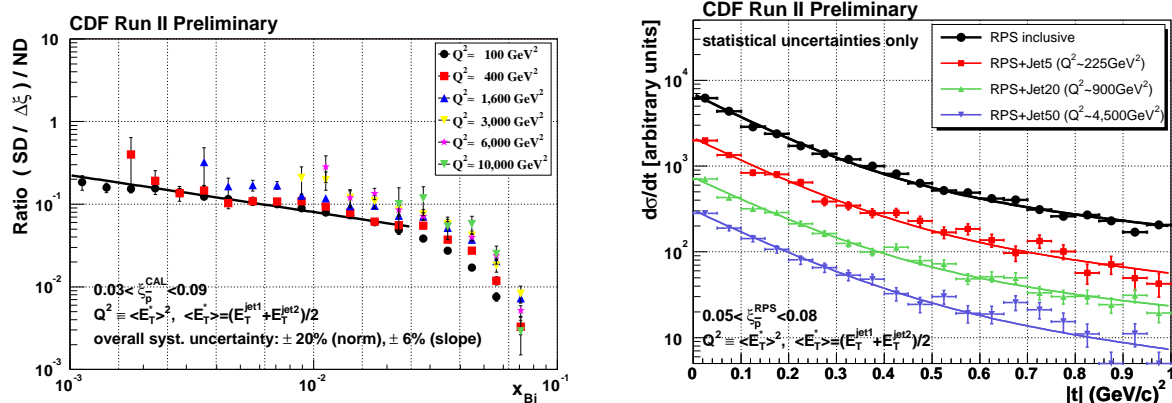 CDF Run II Preliminary
Ratio ( SD / Δξ ) / ND
10
1
10⁻¹
10⁻²
10⁻³
Q² ≈ 100 GeV²
Q² ≈ 400 GeV²
Q² ≈ 1,600 GeV²
Q² ≈ 3,000 GeV²
Q² ≈ 6,000 GeV²
Q² ≈ 10,000 GeV²
0.03< ξ_p̄^CAL <0.09
Q² ≡ <E_T^*>², <E_T^*>=(E_T^jet1+E_T^jet2)/2
overall syst. uncertainty: ± 20% (norm), ± 6% (slope)
10⁻³ 10⁻² 10⁻¹
x_Bj
CDF Run II Preliminary
dσ/dt [arbitrary units]
10⁴
10³
10²
10
statistical uncertainties only
RPS inclusive
RPS+Jet5 (Q²~225GeV²)
RPS+Jet20 (Q²~900GeV²)
RPS+Jet50 (Q²~4,500GeV²)
0.05< ξ_p̄^RPS <0.08
Q² ≡ <E_T^*>², <E_T^*>=(E_T^jet1+E_T^jet2)/2
0 0.1 0.2 0.3 0.4 0.5 0.6 0.7 0.8 0.9 1
|t| (GeV/c)²